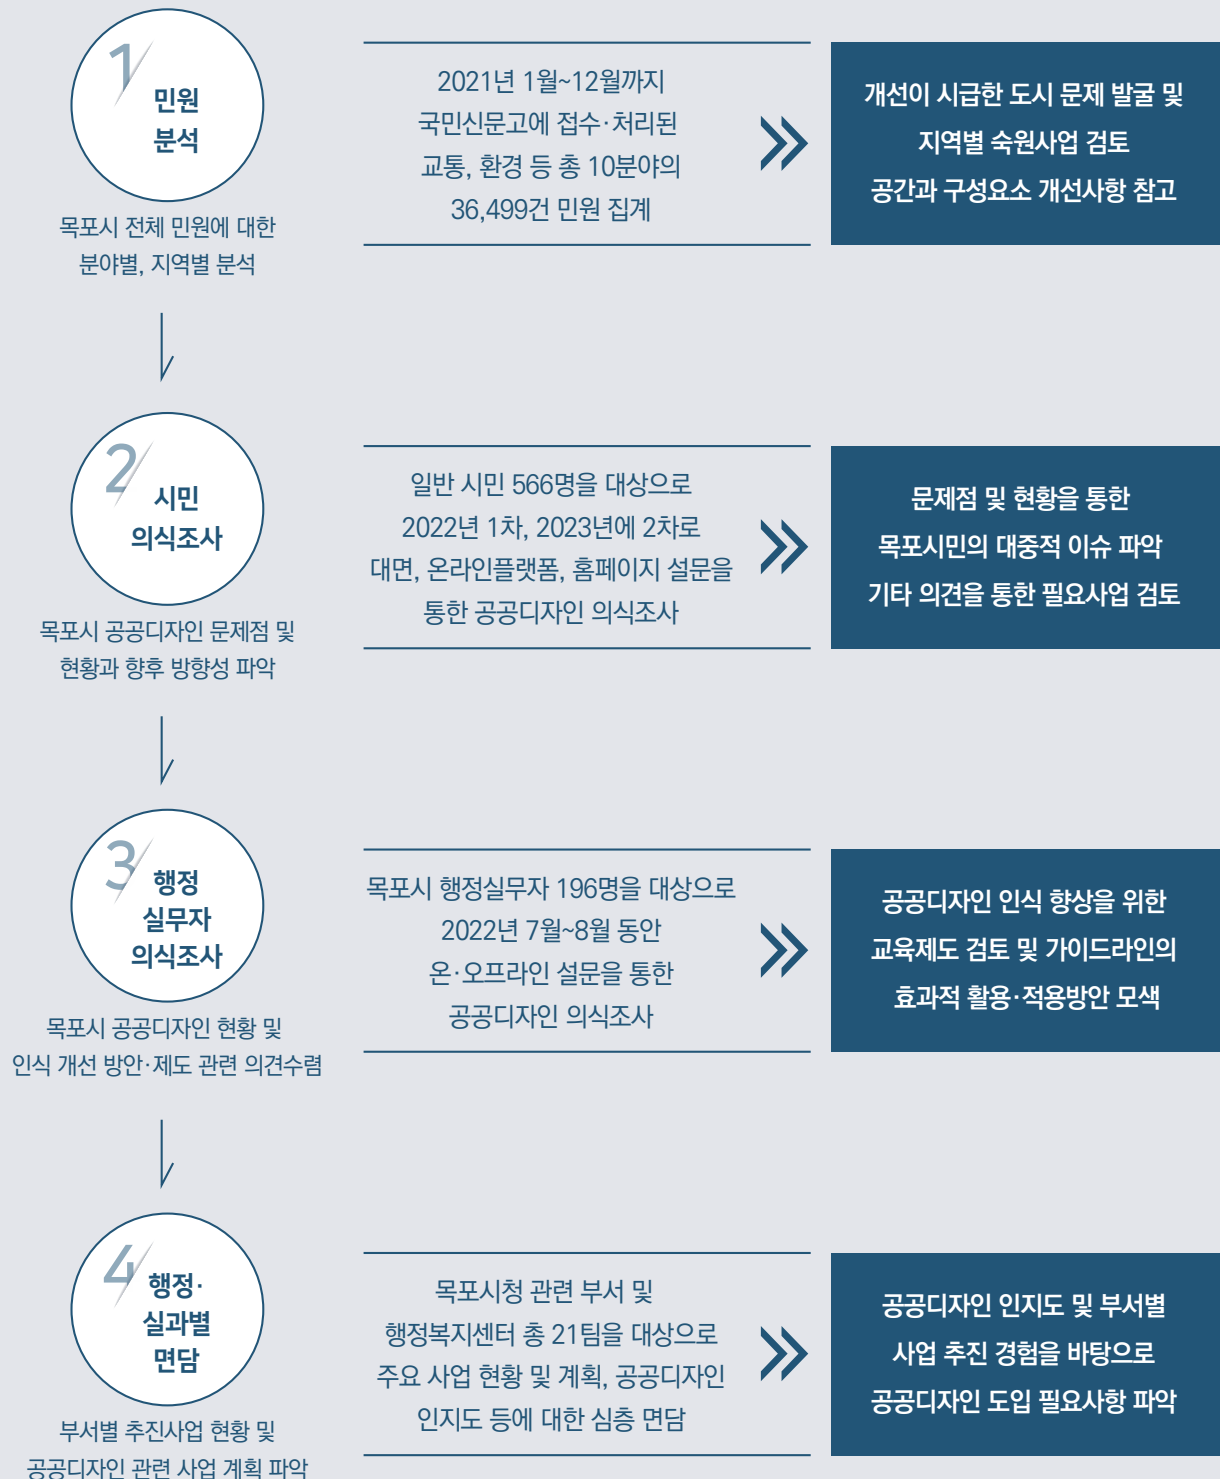 1
민원
분석
목포시 전체 민원에 대한
분야별, 지역별 분석
2021년 1월~12월까지
국민신문고에 접수·처리된
교통, 환경 등 총 10분야의
36,499건 민원 집계
개선이 시급한 도시 문제 발굴 및
지역별 숙원사업 검토
공간과 구성요소 개선사항 참고
2
시민
의식조사
목포시 공공디자인 문제점 및
현황과 향후 방향성 파악
일반 시민 566명을 대상으로
2022년 1차, 2023년에 2차로
대면, 온라인플랫폼, 홈페이지 설문을
통한 공공디자인 의식조사
문제점 및 현황을 통한
목포시민의 대중적 이슈 파악
기타 의견을 통한 필요사업 검토
3
행정
실무자
의식조사
목포시 공공디자인 현황 및
인식 개선 방안·제도 관련 의견수렴
목포시 행정실무자 196명을 대상으로
2022년 7월~8월 동안
온·오프라인 설문을 통한
공공디자인 의식조사
공공디자인 인식 향상을 위한
교육제도 검토 및 가이드라인의
효과적 활용·적용방안 모색
4
행정·
실과별
면담
부서별 추진사업 현황 및
공공디자인 관련 사업 계획 파악
목포시청 관련 부서 및
행정복지센터 총 21팀을 대상으로
주요 사업 현황 및 계획, 공공디자인
인지도 등에 대한 심층 면담
공공디자인 인지도 및 부서별
사업 추진 경험을 바탕으로
공공디자인 도입 필요사항 파악